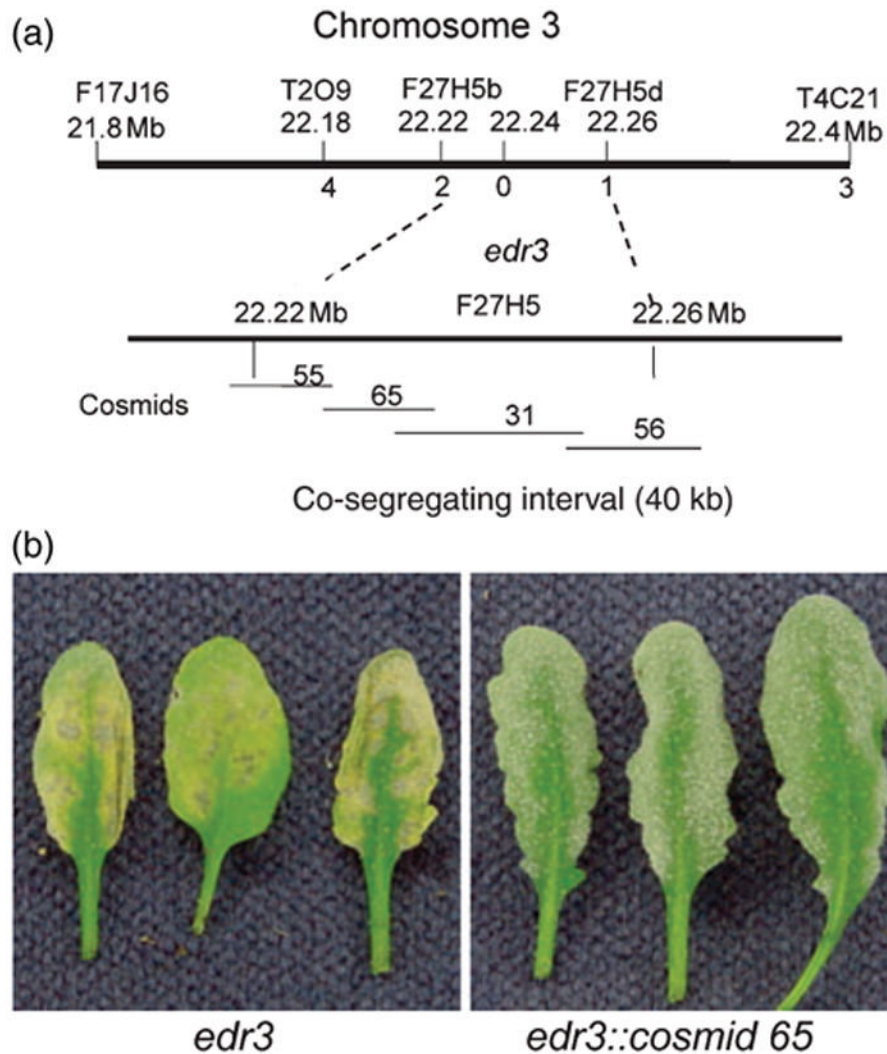 (a)
Chromosome 3
F17J16 T2O9 F27H5b F27H5d T4C21
21.8 Mb 22.18 22.22 22.24 22.26 22.4 Mb
4 2 0 1 3
edr3
22.22 Mb F27H5 22.26 Mb
55
Cosmids 65
31
56
Co-segregating interval (40 kb)
(b)
edr3 edr3::cosmid 65